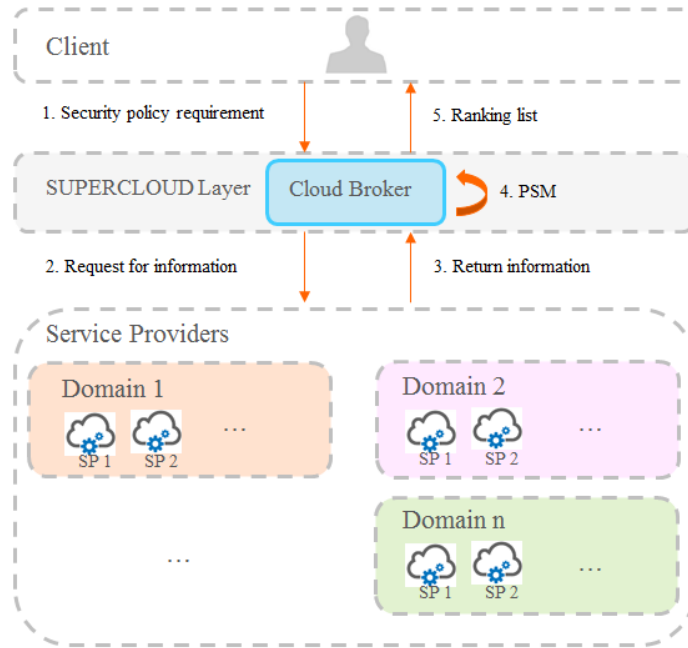 Client
1. Security policy requirement
5. Ranking list
SUPERCLOUD Layer
Cloud Broker
4. PSM
2. Request for information
3. Return information
Service Providers
Domain 1
SP 1
SP 2
...
Domain 2
SP 1
SP 2
...
...
Domain n
SP 1
SP 2
...